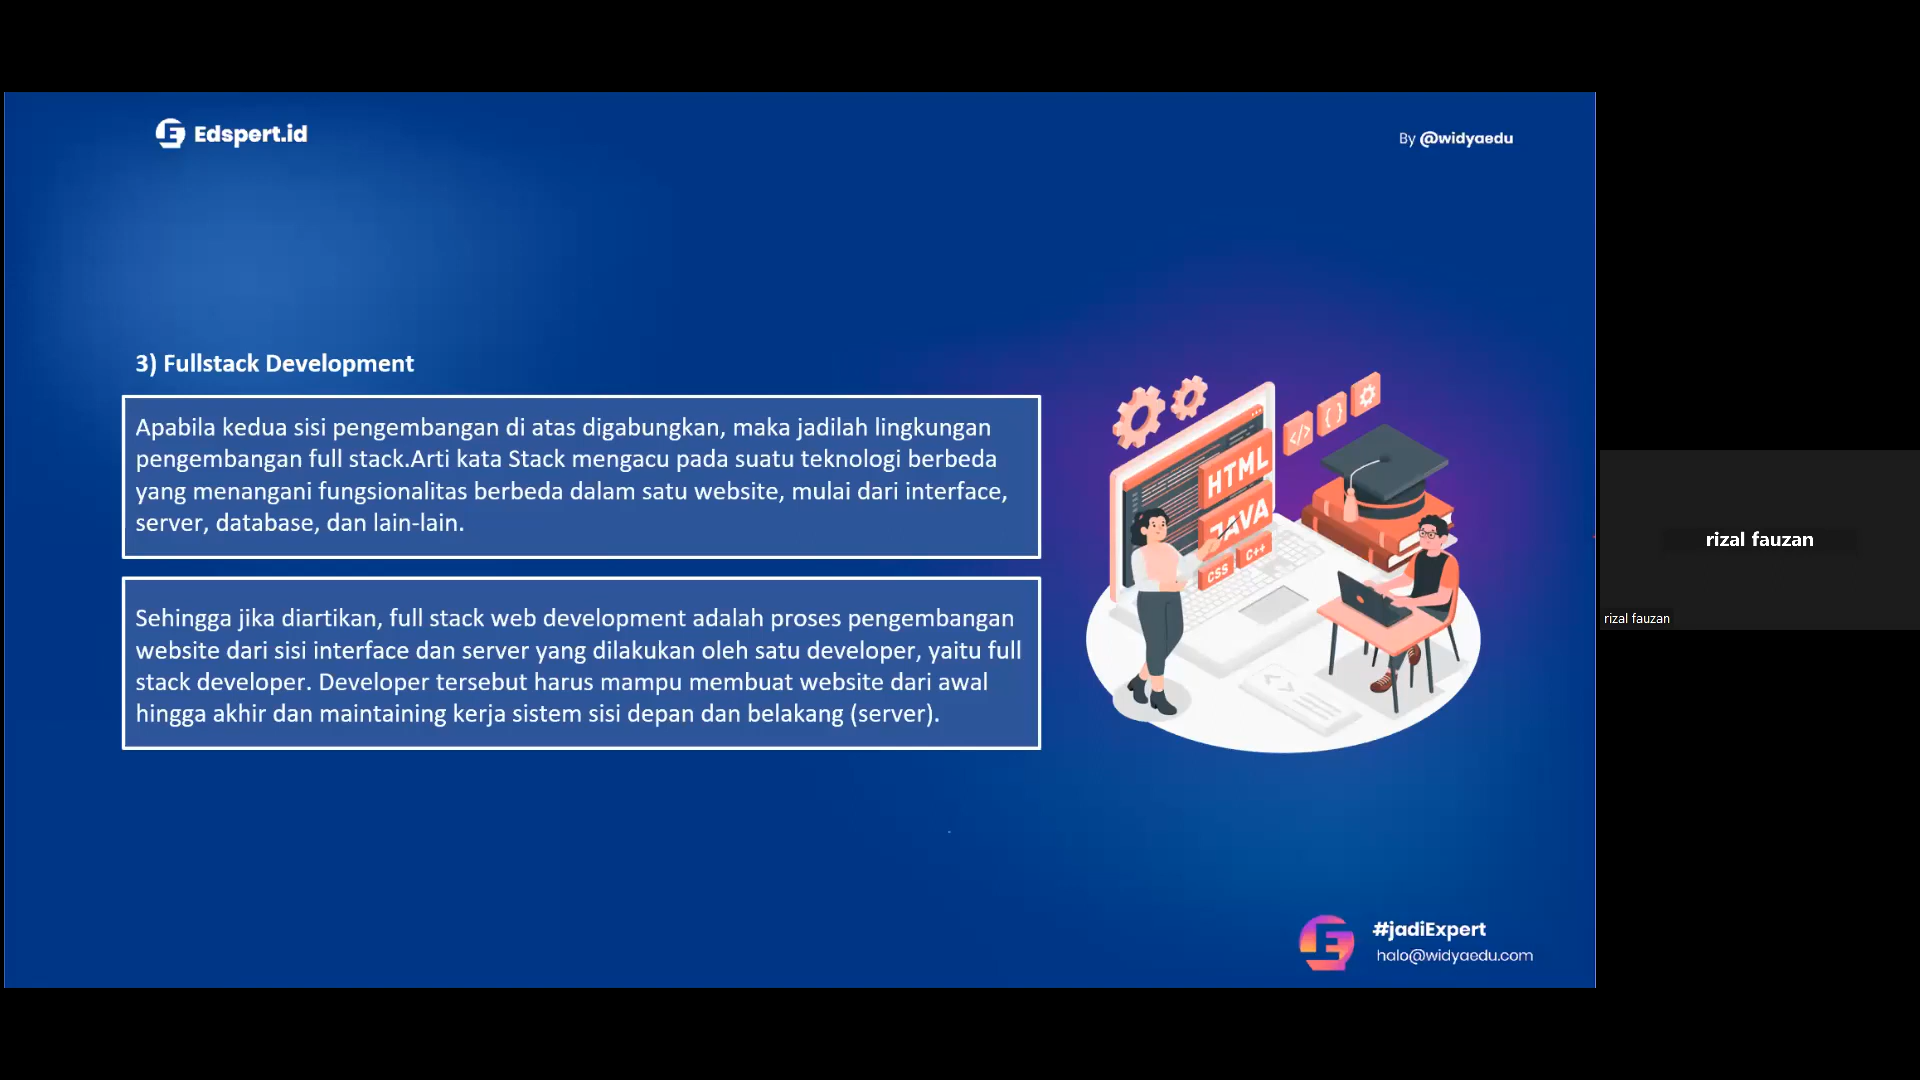 Edspert.id
By @widyaedu
3) Fullstack Development
Apabila kedua sisi pengembangan di atas digabungkan, maka jadilah lingkungan
pengembangan full stack.Arti kata Stack mengacu pada suatu teknologi berbeda
yang menangani fungsionalitas berbeda dalam satu website, mulai dari interface,
server, database, dan lain-lain.
Sehingga jika diartikan, full stack web development adalah proses pengembangan
website dari sisi interface dan server yang dilakukan oleh satu developer, yaitu full
stack developer. Developer tersebut harus mampu membuat website dari awal
hingga akhir dan maintaining kerja sistem sisi depan dan belakang (server).
</>
{ }
HTML
JAVA
C++
CSS
<>
rizal fauzan
rizal fauzan
#jadiExpert
halo@widyaedu.com